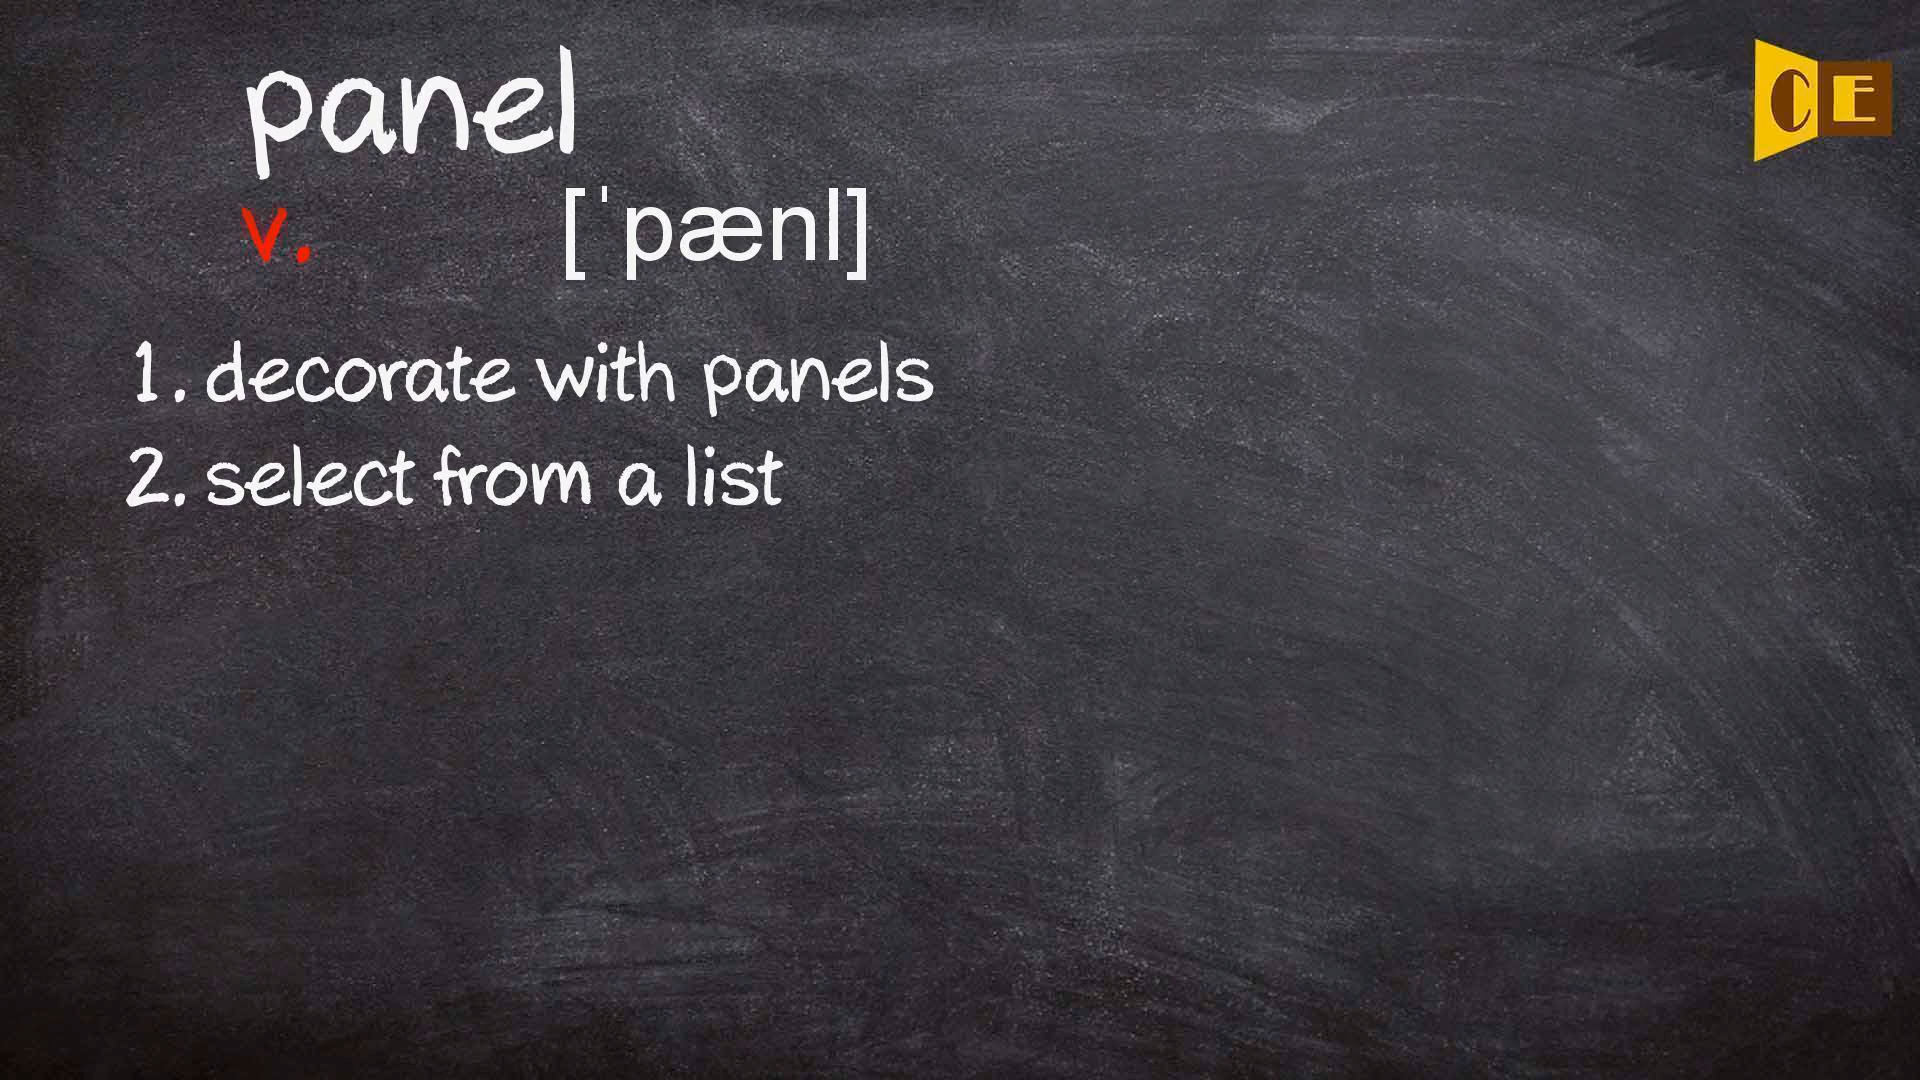 panel
CE
v. [ˈpænl]
1. decorate with panels
2. select from a list